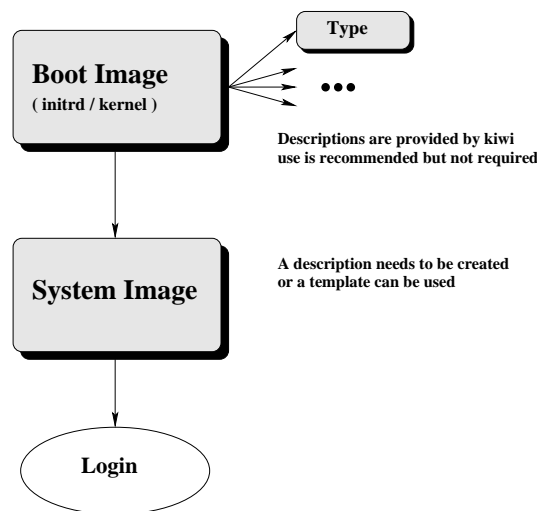 Type
Boot Image
( initrd / kernel )
Descriptions are provided by kiwi
use is recommended but not required
System Image
A description needs to be created
or a template can be used
Login